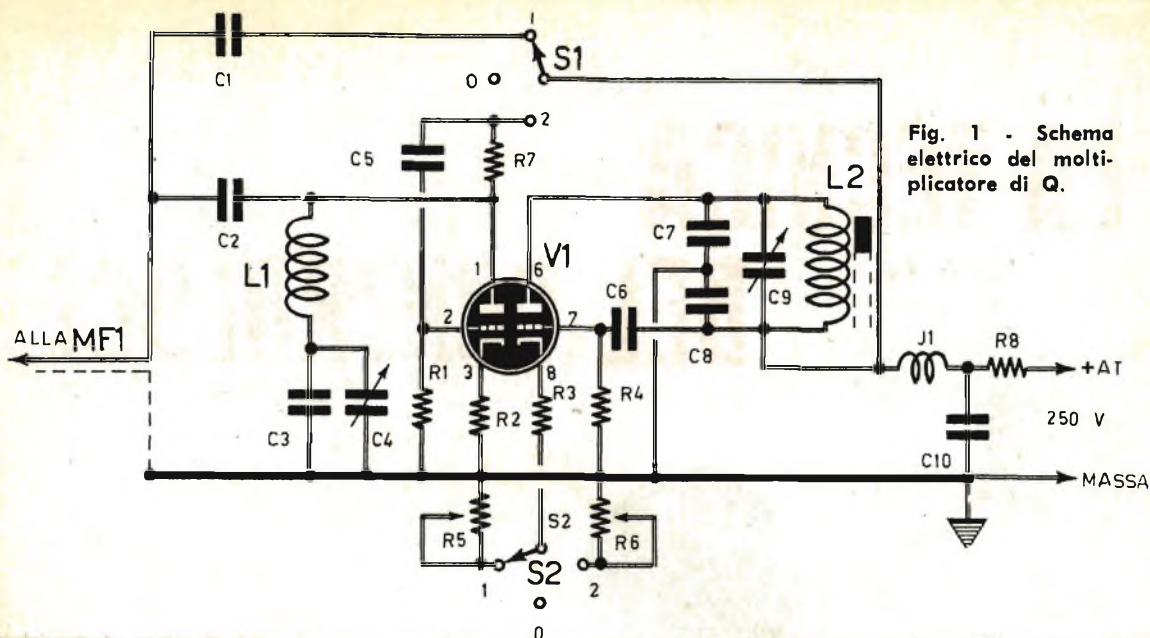 C1
1
S1
0
2
C5
R7
Fig. 1 - Schema
elettrico del molti-
plicatore di Q.
C2
L1
V1
L2
1
6
C7
C9
C6
2
7
C8
ALLA MF1
3
8
R1
R2
R3
R4
J1
R8
+AT
250 V
C3
C4
C10
MASSA
R5
S2
R6
1
S2
2
0